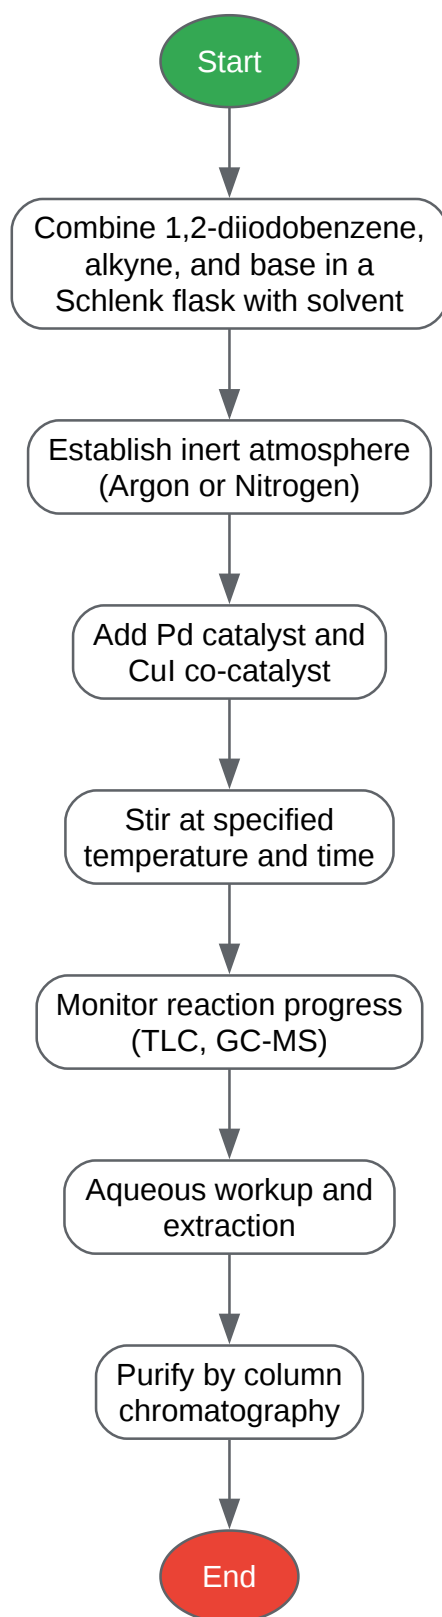 Start
Combine 1,2-diiodobenzene,
alkyne, and base in a
Schlenk flask with solvent
Establish inert atmosphere
(Argon or Nitrogen)
Add Pd catalyst and
CuI co-catalyst
Stir at specified
temperature and time
Monitor reaction progress
(TLC, GC-MS)
Aqueous workup and
extraction
Purify by column
chromatography
End